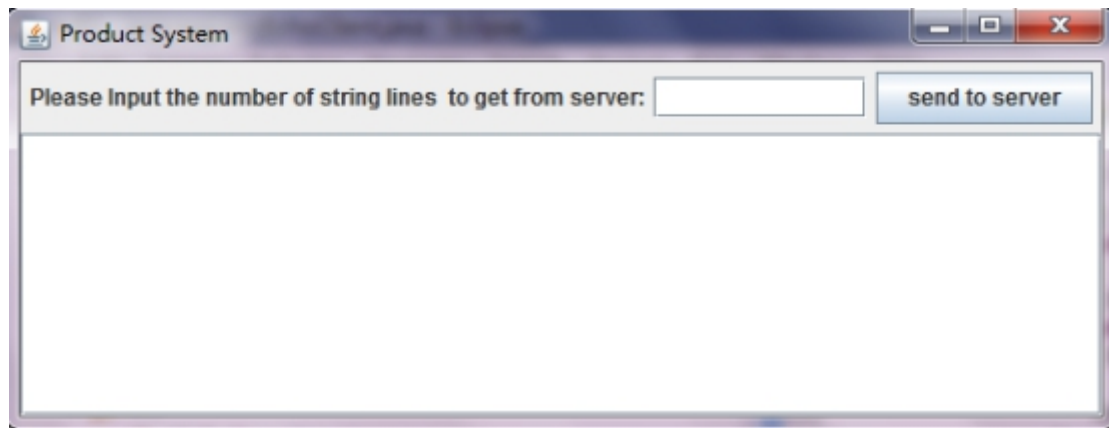 Product System
Please Input the number of string lines  to get from server:
send to server